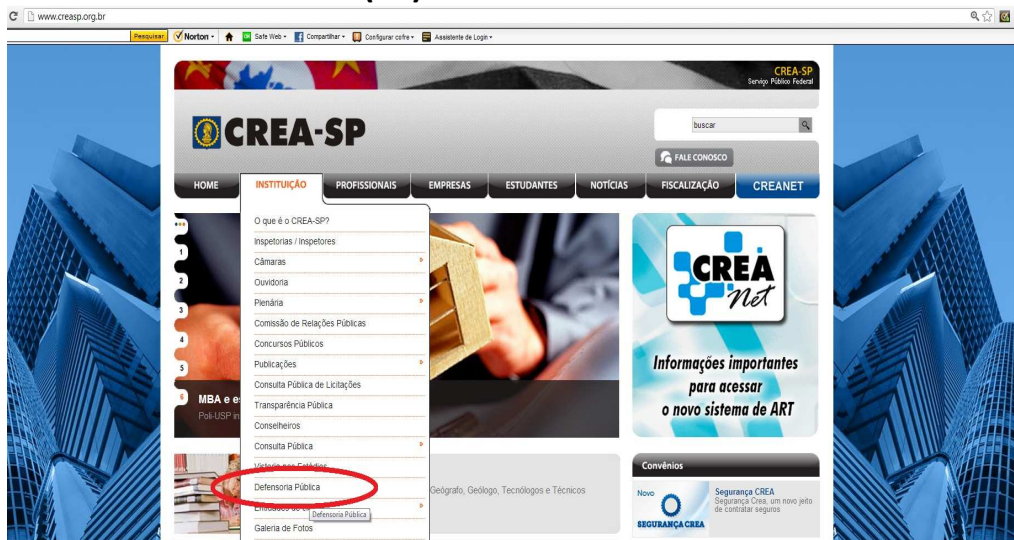 www.creasp.org.br
Pesquisar
Norton
Safe Web
Compartilhar
Configurar cofre
Assistente de Login
CREA-SP
Serviço Público Federal
CREA-SP
buscar
FALE CONOSCO
HOME INSTITUIÇÃO PROFISSIONAIS EMPRESAS ESTUDANTES NOTÍCIAS FISCALIZAÇÃO CREANET
O que é o CREA-SP?
Inspetorias / Inspetores
Câmaras »
Ouvidoria
Plenária »
Comissão de Relações Públicas
Concursos Públicos
Publicações »
Consulta Pública de Licitações
Transparência Pública
Conselheiros
Consulta Pública »
Defensoria Pública
Entidades de »
Defensoria Pública
Galeria de Fotos
1
2
3
4
5
6
MBA e e
Poli-USP in
Geógrafo, Geólogo, Tecnólogos e Técnicos
CREA
Net
Informações importantes
para acessar
o novo sistema de ART
Convênios
Novo
SEGURANÇA CREA
Segurança CREA
Segurança Crea, um novo jeito
de contratar seguros